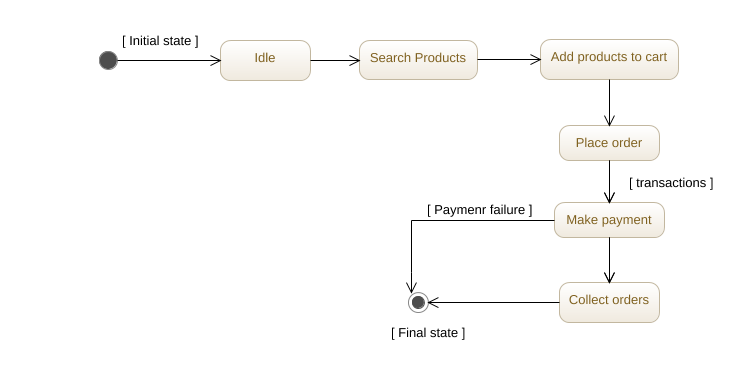 [ Initial state ]
Idle
Search Products
Add products to cart
Place order
[ transactions ]
[ Paymenr failure ]
Make payment
Collect orders
[ Final state ]